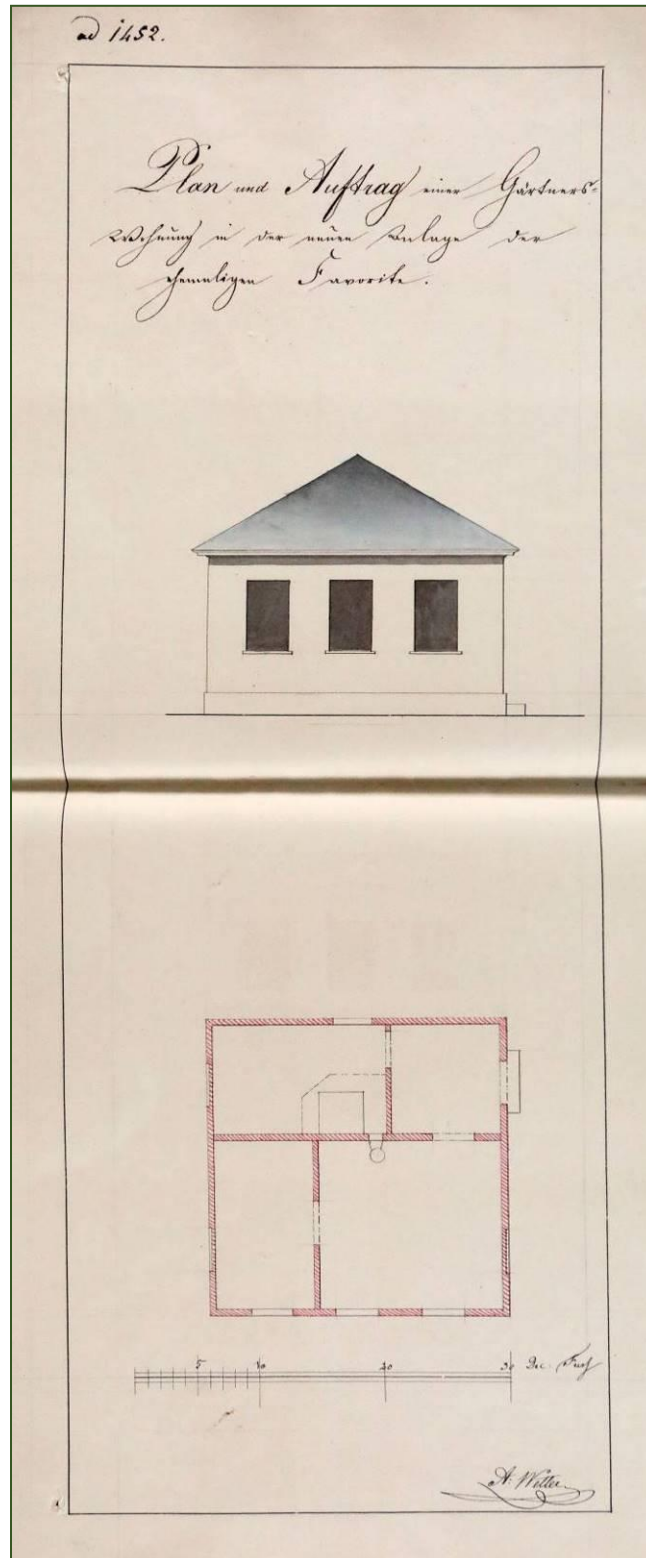 ad 1452.
Plan und Auftrag einer Gärtners-
Wohnung in der neuen Anlage der
ehemaligen Favorite.
5 10 20 30 Dec. Fuß
A. Wetter